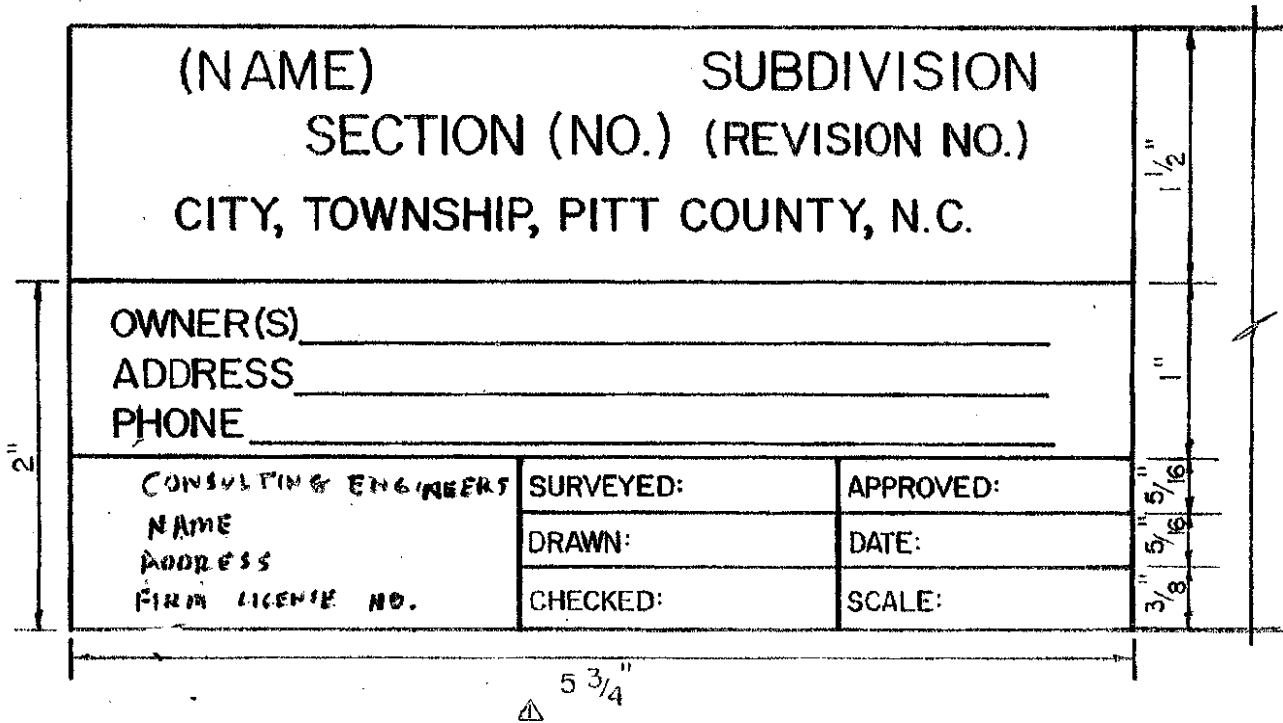 (NAME) SUBDIVISION
SECTION (NO.) (REVISION NO.)
CITY, TOWNSHIP, PITT COUNTY, N.C.
1 1/2"
OWNER(S)
ADDRESS
PHONE
1"
2"
CONSULTING ENGINEERS
NAME
ADDRESS
FIRM LICENSE NO.
SURVEYED: APPROVED:
DRAWN: DATE:
CHECKED: SCALE:
5/16"
5/16"
3/8"
5 3/4"
1